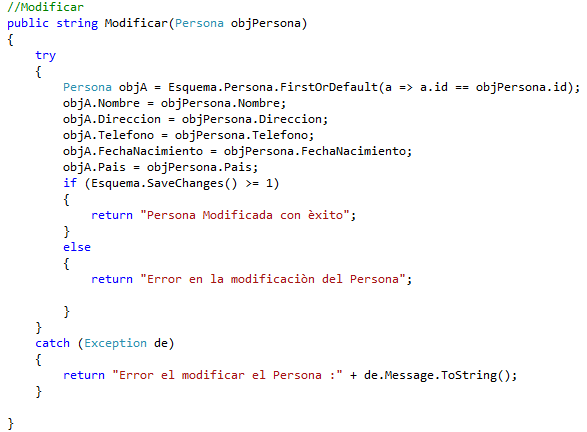 //Modificar
public string Modificar(Persona objPersona)
{
try
{
Persona objA = Esquema.Persona.FirstOrDefault(a => a.id == objPersona.id);
objA.Nombre = objPersona.Nombre;
objA.Direccion = objPersona.Direccion;
objA.Telefono = objPersona.Telefono;
objA.FechaNacimiento = objPersona.FechaNacimiento;
objA.Pais = objPersona.Pais;
if (Esquema.SaveChanges() >= 1)
{
return "Persona Modificada con èxito";
}
else
{
return "Error en la modificaciòn del Persona";
}
}
catch (Exception de)
{
return "Error el modificar el Persona :" + de.Message.ToString();
}
}